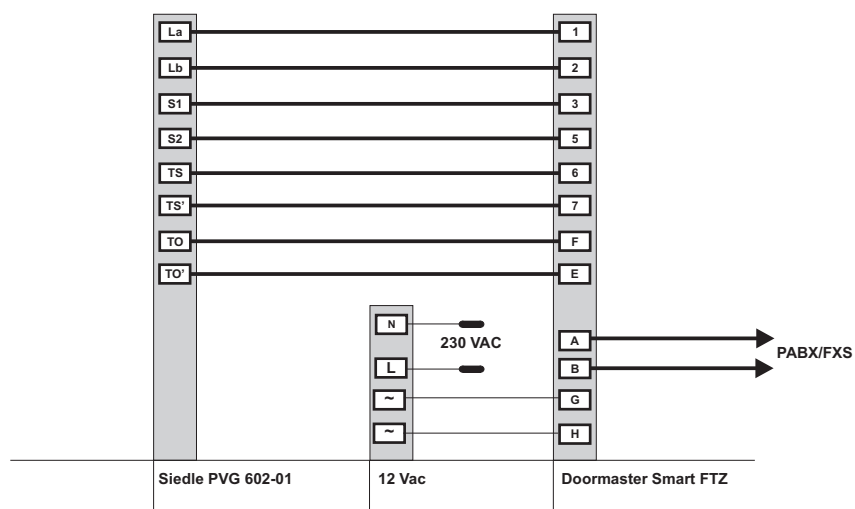 La 1
Lb 2
S1 3
S2 5
TS 6
TS' 7
TO F
TO' E
N
230 VAC
A
PABX/FXS
L
B
~ G
~ H
Siedle PVG 602-01 12 Vac Doormaster Smart FTZ